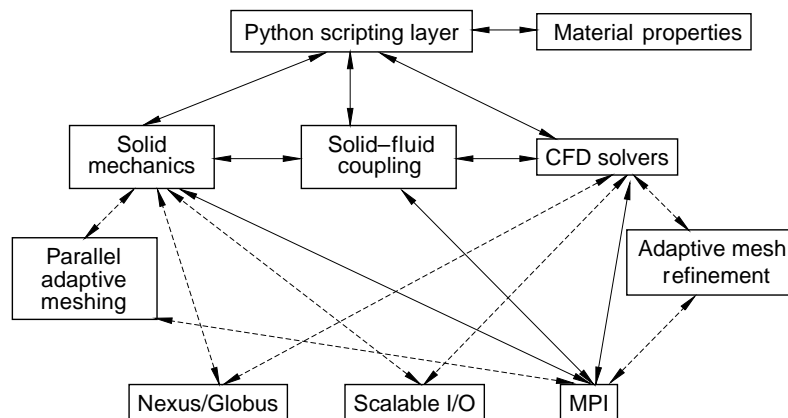 Python scripting layer
Material properties
Solid
mechanics
Solid–fluid
coupling
CFD solvers
Parallel
adaptive
meshing
Adaptive mesh
refinement
Nexus/Globus
Scalable I/O
MPI